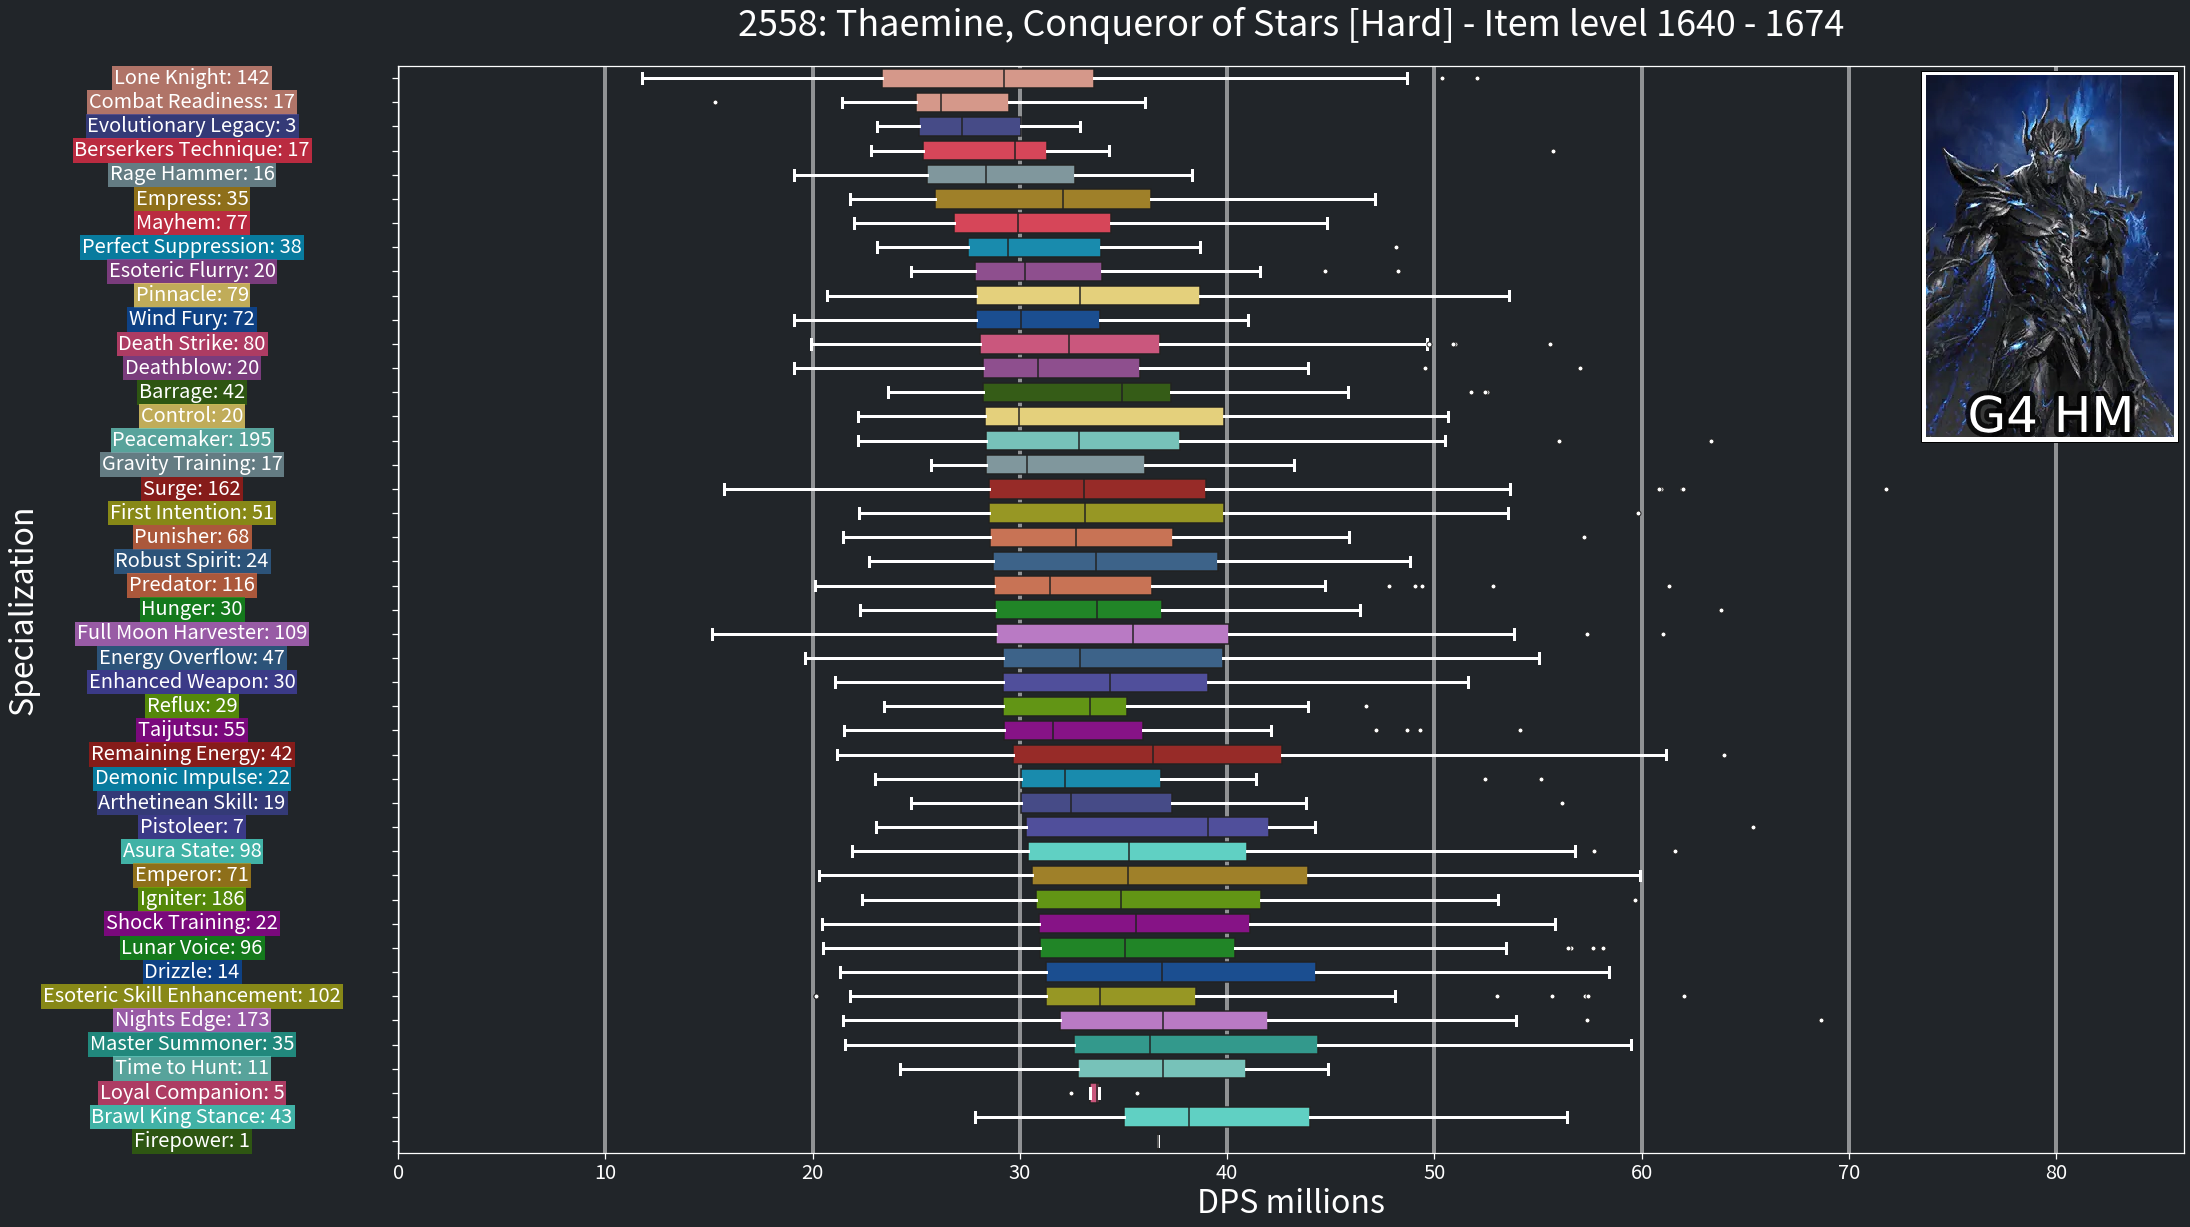 2558: Thaemine, Conqueror of Stars [Hard] - Item level 1640 - 1674
Specialization
Lone Knight: 142
Combat Readiness: 17
Evolutionary Legacy: 3
Berserkers Technique: 17
Rage Hammer: 16
Empress: 35
Mayhem: 77
Perfect Suppression: 38
Esoteric Flurry: 20
Pinnacle: 79
Wind Fury: 72
Death Strike: 80
Deathblow: 20
Barrage: 42
Control: 20
Peacemaker: 195
Gravity Training: 17
Surge: 162
First Intention: 51
Punisher: 68
Robust Spirit: 24
Predator: 116
Hunger: 30
Full Moon Harvester: 109
Energy Overflow: 47
Enhanced Weapon: 30
Reflux: 29
Taijutsu: 55
Remaining Energy: 42
Demonic Impulse: 22
Arthetinean Skill: 19
Pistoleer: 7
Asura State: 98
Emperor: 71
Igniter: 186
Shock Training: 22
Lunar Voice: 96
Drizzle: 14
Esoteric Skill Enhancement: 102
Nights Edge: 173
Master Summoner: 35
Time to Hunt: 11
Loyal Companion: 5
Brawl King Stance: 43
Firepower: 1
G4 HM
0 10 20 30 40 50 60 70 80
DPS millions